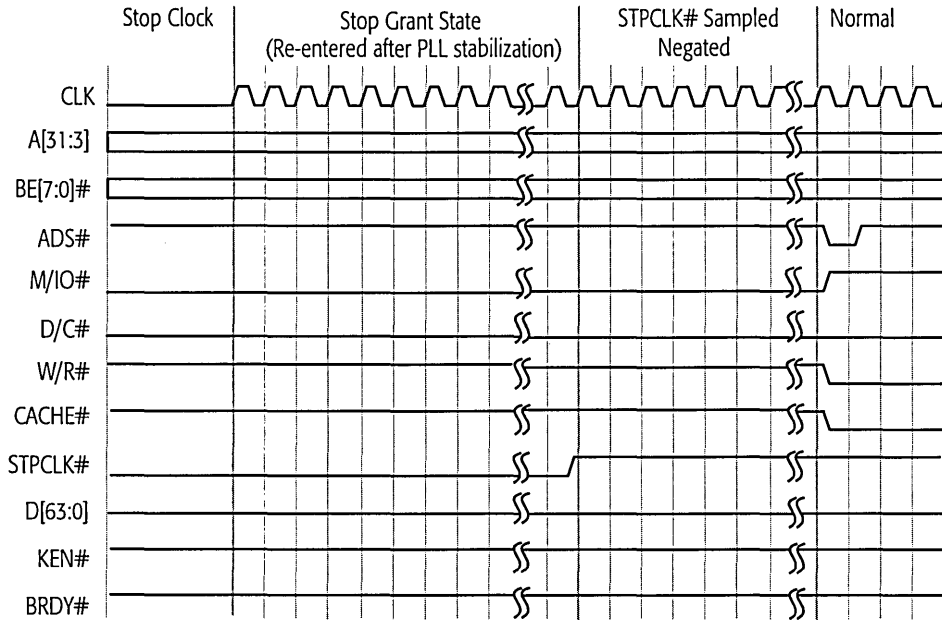 Stop Clock
Stop Grant State
(Re-entered after PLL stabilization)
STPCLK# Sampled
Negated
Normal
CLK
A[31:3]
BE[7:0]#
ADS#
M/IO#
D/C#
W/R#
CACHE#
STPCLK#
D[63:0]
KEN#
BRDY#